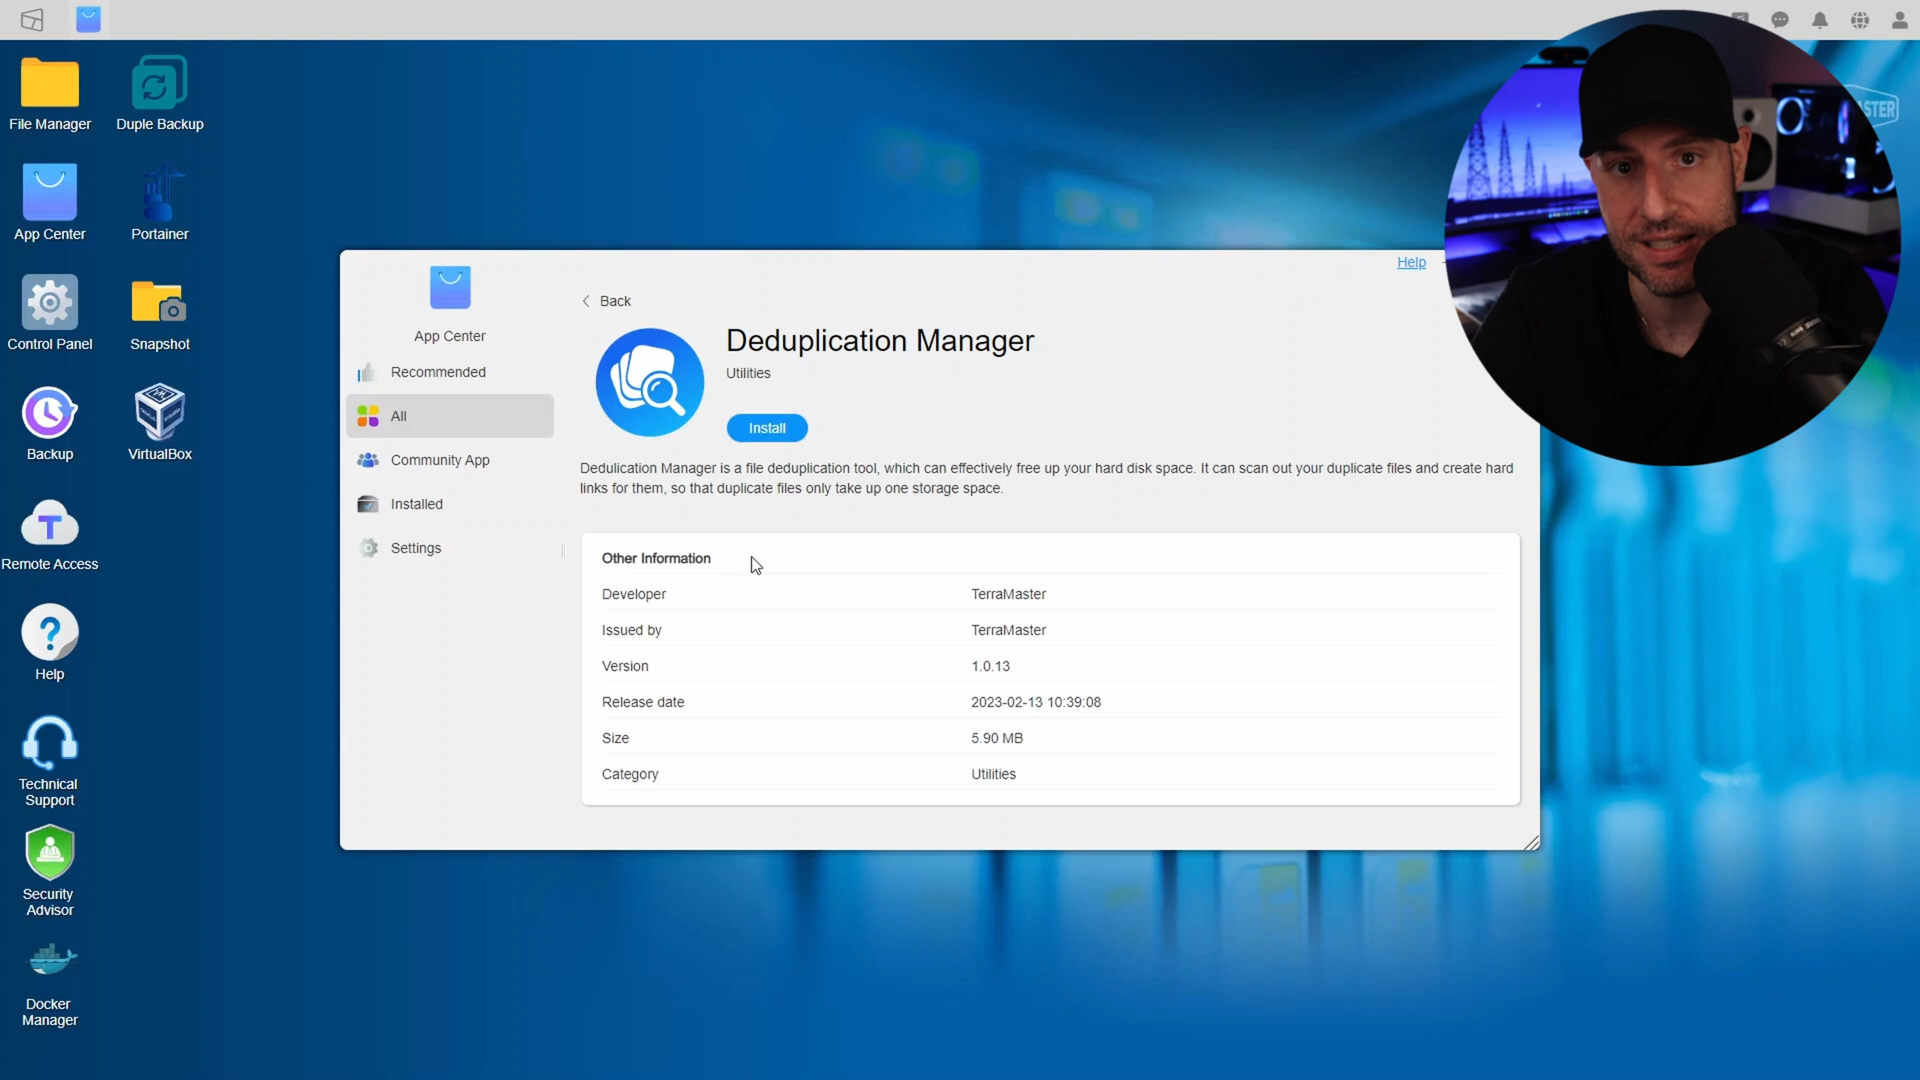 File Manager
Duple Backup
App Center
Portainer
Control Panel
Snapshot
Backup
VirtualBox
T
Remote Access
?
Help
Technical
Support
Security
Advisor
Docker
Manager
App Center
Recommended
All
Community App
Installed
Settings
Help
Back
Deduplication Manager
Utilities
Install
Dedulication Manager is a file deduplication tool, which can effectively free up your hard disk space. It can scan out your duplicate files and create hard
links for them, so that duplicate files only take up one storage space.
Other Information
Developer TerraMaster
Issued by TerraMaster
Version 1.0.13
Release date 2023-02-13 10:39:08
Size 5.90 MB
Category Utilities
ASTER